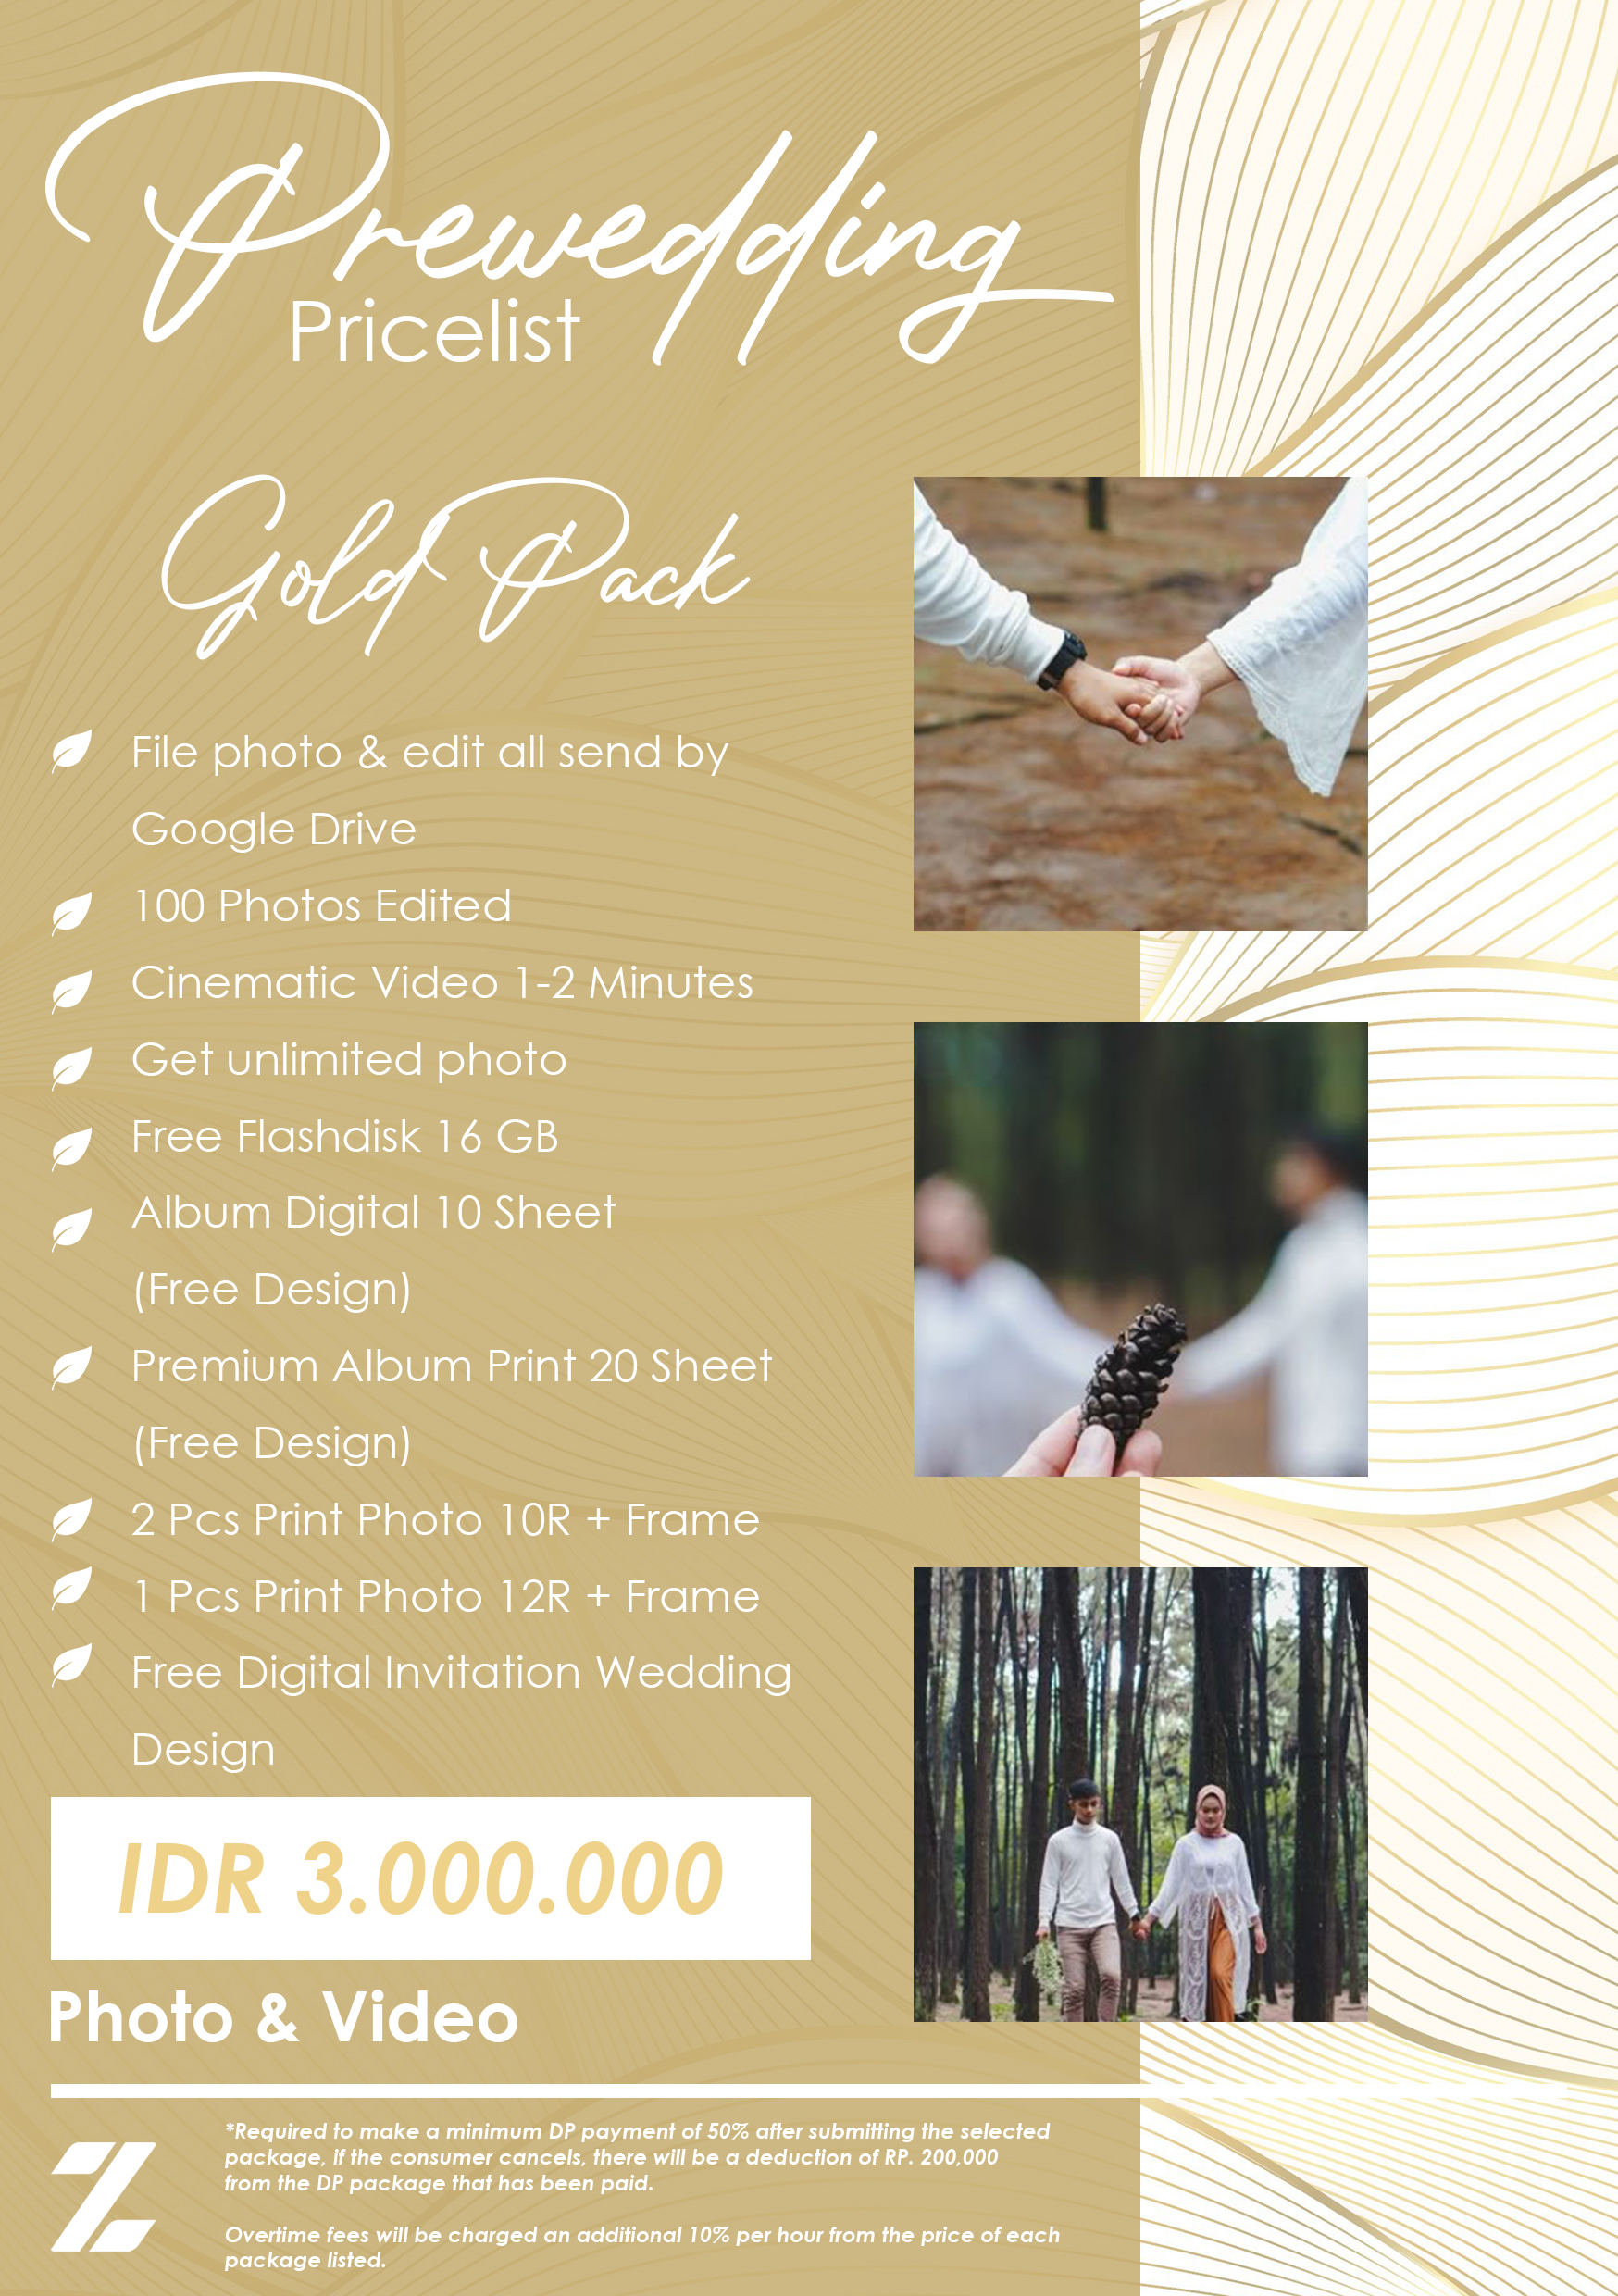 Prewedding
Pricelist
Gold Pack
File photo & edit all send by
Google Drive
100 Photos Edited
Cinematic Video 1-2 Minutes
Get unlimited photo
Free Flashdisk 16 GB
Album Digital 10 Sheet
(Free Design)
Premium Album Print 20 Sheet
(Free Design)
2 Pcs Print Photo 10R + Frame
1 Pcs Print Photo 12R + Frame
Free Digital Invitation Wedding
Design
IDR 3.000.000
Photo & Video
*Required to make a minimum DP payment of 50% after submitting the selected
package, if the consumer cancels, there will be a deduction of RP. 200,000
from the DP package that has been paid.
Overtime fees will be charged an additional 10% per hour from the price of each
package listed.